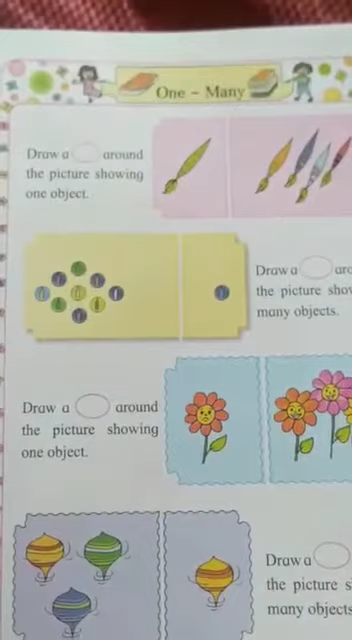 One - Many
Draw a around
the picture showing
one object.
Draw a
the picture
many objects.
Draw a around
the picture showing
one object.
Draw a
the picture
many objects